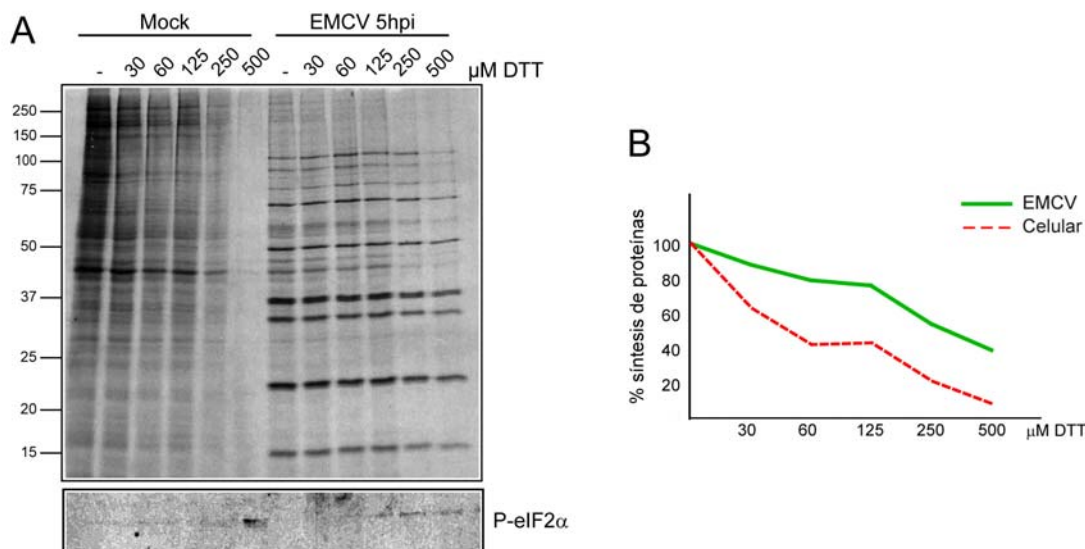 A
Mock
EMCV 5hpi
- 30 60 125 250 500 - 30 60 125 250 500 µM DTT
250
150
100
75
50
37
25
20
15
P-eIF2α
B
EMCV
Celular
% síntesis de proteínas
100
80
60
40
20
30 60 125 250 500 µM DTT